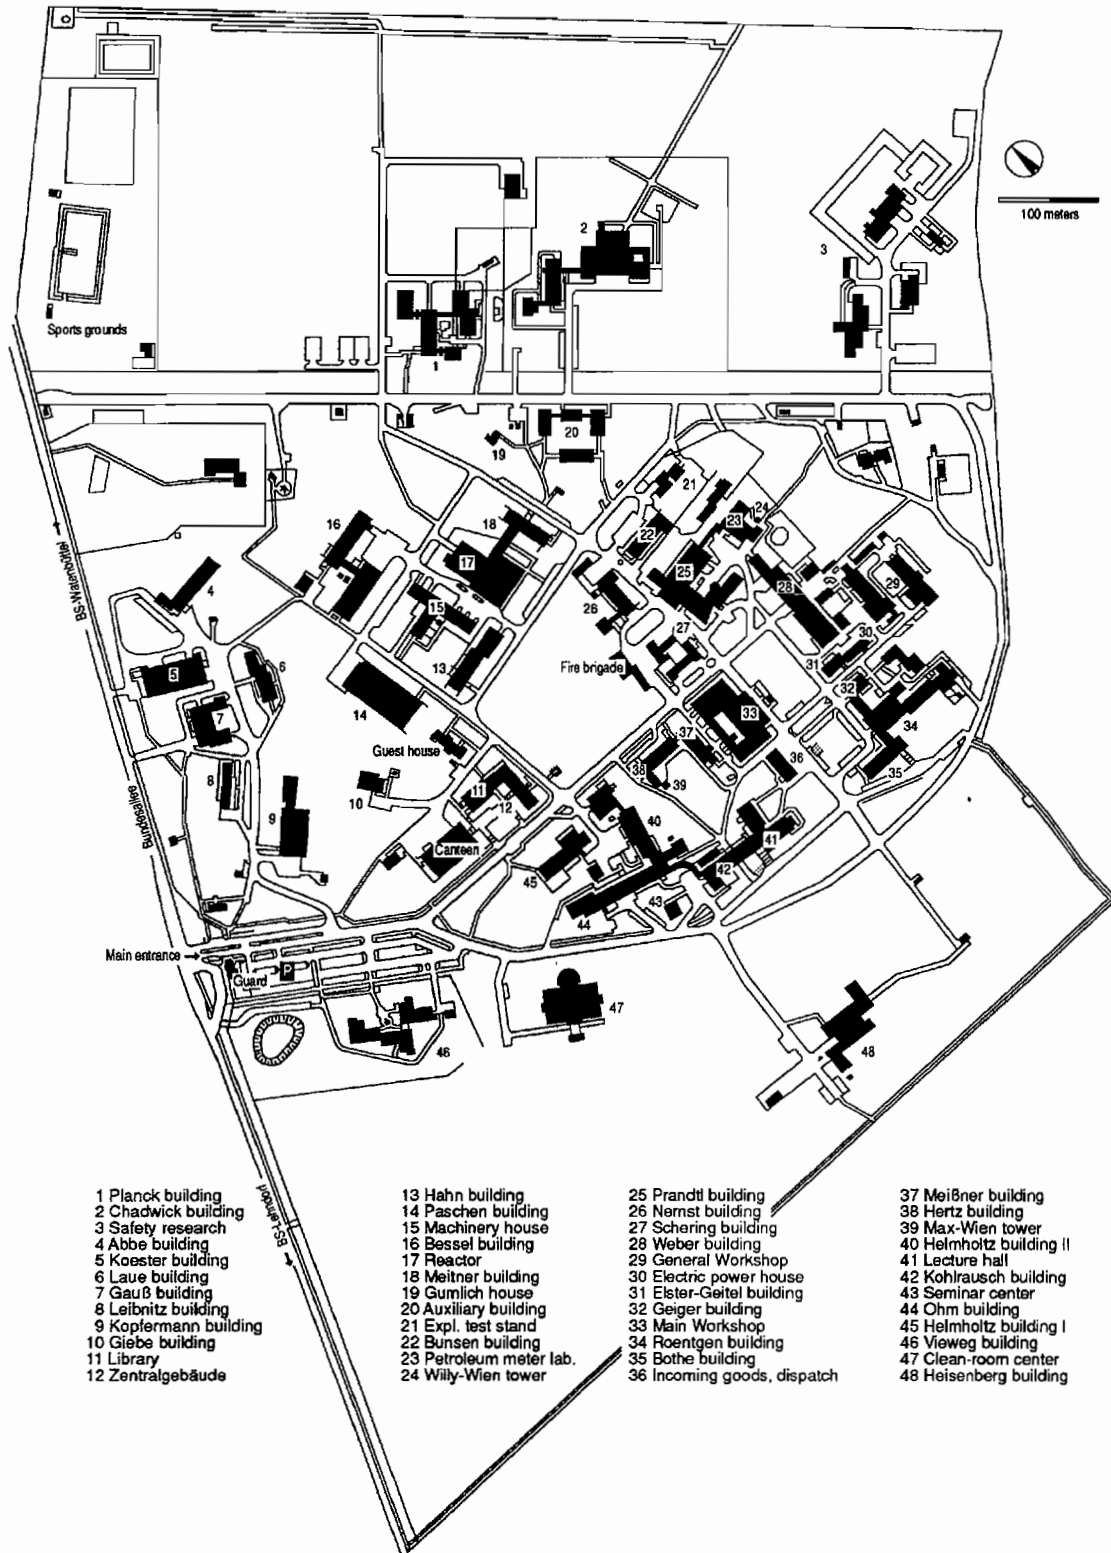 100 meters
2
3
Sports grounds
1
20
19
21
24
23
22
18
16
17
25
28
29
BS-Watenbüttel
4
15
26
27
30
13
31
6
5
Fire brigade
32
14
33
34
7
37
Guest house
36
38
35
8
10
11
39
12
9
40
Bundesallee
Canteen
41
42
45
43
44
Main entrance
Guard
P
47
46
48
BS-Lehndorf
1 Planck building
2 Chadwick building
3 Safety research
4 Abbe building
5 Koester building
6 Laue building
7 Gauß building
8 Leibnitz building
9 Kopfermann building
10 Giebe building
11 Library
12 Zentralgebäude
13 Hahn building
14 Paschen building
15 Machinery house
16 Bessel building
17 Reactor
18 Meitner building
19 Gumlich house
20 Auxiliary building
21 Expl. test stand
22 Bunsen building
23 Petroleum meter lab.
24 Willy-Wien tower
25 Prandtl building
26 Nernst building
27 Schering building
28 Weber building
29 General Workshop
30 Electric power house
31 Elster-Geitel building
32 Geiger building
33 Main Workshop
34 Roentgen building
35 Bothe building
36 Incoming goods, dispatch
37 Meißner building
38 Hertz building
39 Max-Wien tower
40 Helmholtz building II
41 Lecture hall
42 Kohlrausch building
43 Seminar center
44 Ohm building
45 Helmholtz building I
46 Vieweg building
47 Clean-room center
48 Heisenberg building